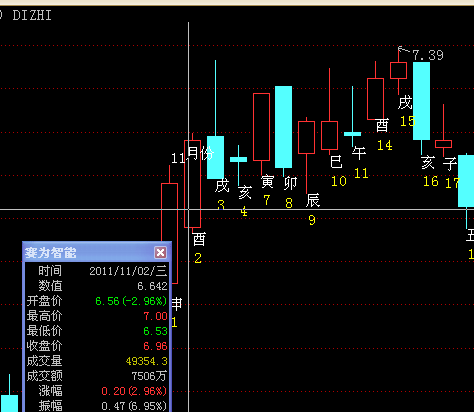 DIZHI
7.39
戌
15
酉
14
11月份
午
11
巳
10
亥
16
子
17
寅
7
卯
8
戌
3
亥
4
辰
9
酉
2
赛为智能
时间 2011/11/02/三
数值 6.642
开盘价 6.56(-2.96%)
最高价 7.00
最低价 6.53
收盘价 6.96
成交量 49354.3
成交额 7506万
涨幅 0.20(2.96%)
振幅 0.47(6.95%)
申
1